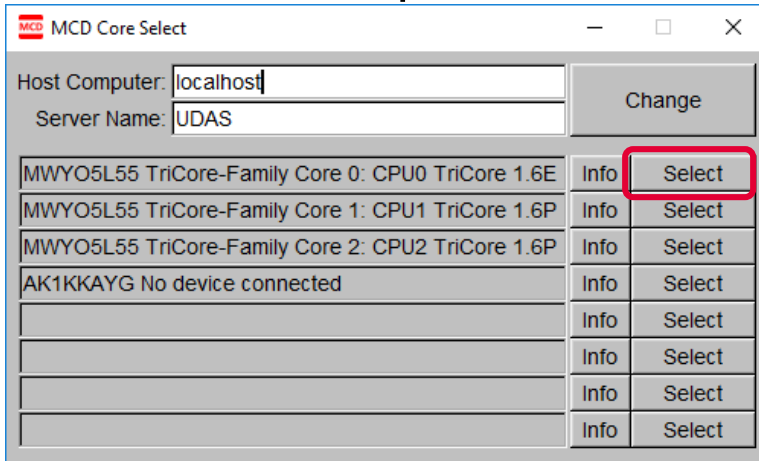 MCD MCD Core Select
Host Computer: localhost
Change
Server Name: UDAS
MWYO5L55 TriCore-Family Core 0: CPU0 TriCore 1.6E Info Select
MWYO5L55 TriCore-Family Core 1: CPU1 TriCore 1.6P Info Select
MWYO5L55 TriCore-Family Core 2: CPU2 TriCore 1.6P Info Select
AK1KKAYG No device connected Info Select
Info Select
Info Select
Info Select
Info Select